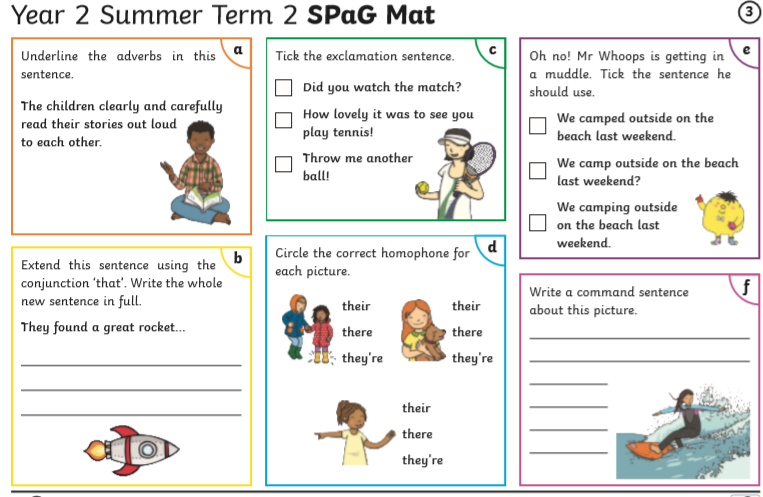 Year 2 Summer Term 2 SPaG Mat
3
a
Underline the adverbs in this
sentence.
The children clearly and carefully
read their stories out loud
to each other.
b
Extend this sentence using the
conjunction ‘that’. Write the whole
new sentence in full.
They found a great rocket...
c
Tick the exclamation sentence.
Did you watch the match?
How lovely it was to see you
play tennis!
Throw me another
ball!
d
Circle the correct homophone for
each picture.
their
there
they're
their
there
they're
their
there
they're
e
Oh no! Mr Whoops is getting in
a muddle. Tick the sentence he
should use.
We camped outside on the
beach last weekend.
We camp outside on the beach
last weekend?
We camping outside
on the beach last
weekend.
f
Write a command sentence
about this picture.